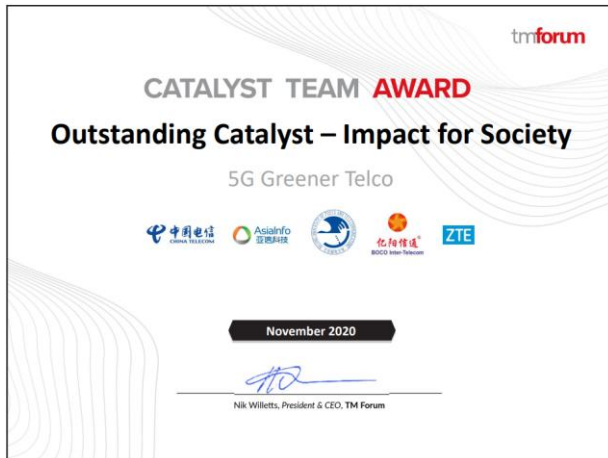 tmforum
CATALYST TEAM AWARD
Outstanding Catalyst – Impact for Society
5G Greener Telco
中国电信
CHINA TELECOM
AsiaInfo
亚信科技
亿阳信通®
BOCO Inter-Telecom
ZTE
November 2020
Nik Willetts, President & CEO, TM Forum